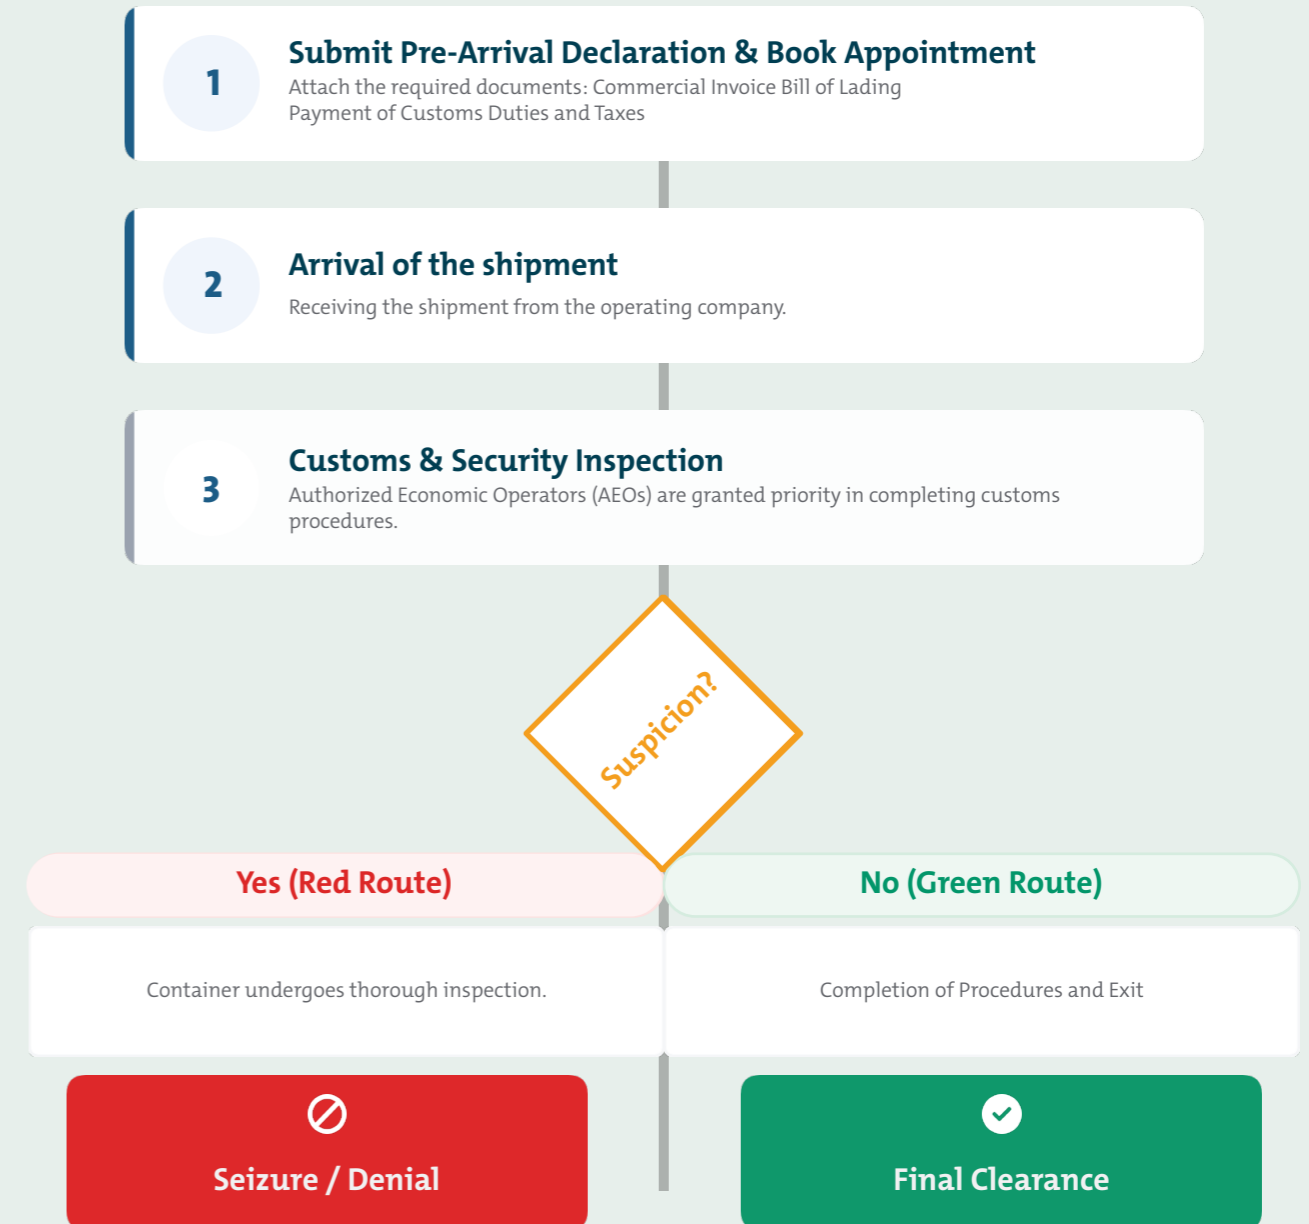 1
Submit Pre-Arrival Declaration & Book Appointment
Attach the required documents: Commercial Invoice Bill of Lading
Payment of Customs Duties and Taxes
2
Arrival of the shipment
Receiving the shipment from the operating company.
3
Customs & Security Inspection
Authorized Economic Operators (AEOs) are granted priority in completing customs
procedures.
Suspicion?
Yes (Red Route)
No (Green Route)
Container undergoes thorough inspection.
Completion of Procedures and Exit
Seizure / Denial
Final Clearance